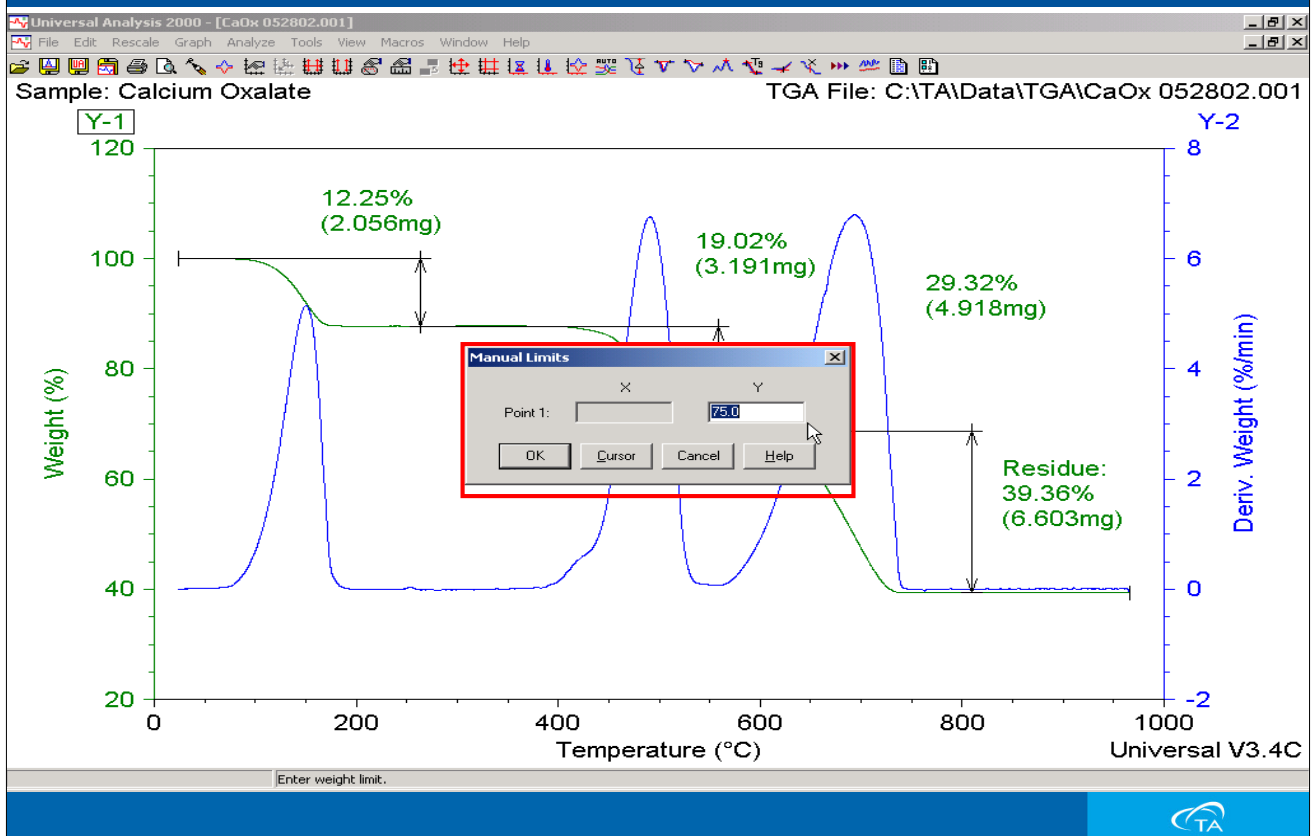 Universal Analysis 2000 - [CaOx 052802.001]
File Edit Rescale Graph Analyze Tools View Macros Window Help
Sample: Calcium Oxalate
TGA File: C:\TA\Data\TGA\CaOx 052802.001
Y-1
Y-2
120
8
12.25%
(2.056mg)
19.02%
(3.191mg)
100
6
29.32%
(4.918mg)
Manual Limits
80
4
X Y
Point 1:
75.0
OK Cursor Cancel Help
Weight (%)
Deriv. Weight (%/min)
60
2
Residue:
39.36%
(6.603mg)
40
0
20
-2
0 200 400 600 800 1000
Temperature (°C)
Universal V3.4C
Enter weight limit.
TA